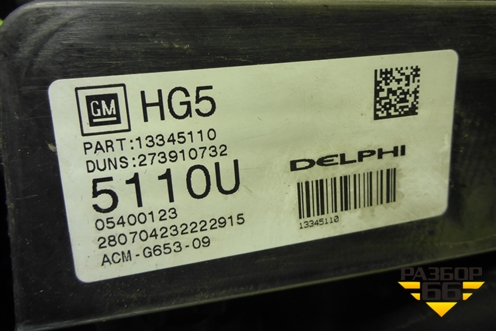 GM HG5
PART:13345110
DUNS:273910732
5110U
DELPHI
05400123
13345110
280704232222915
ACM-G653-09
РАЗБОР
66